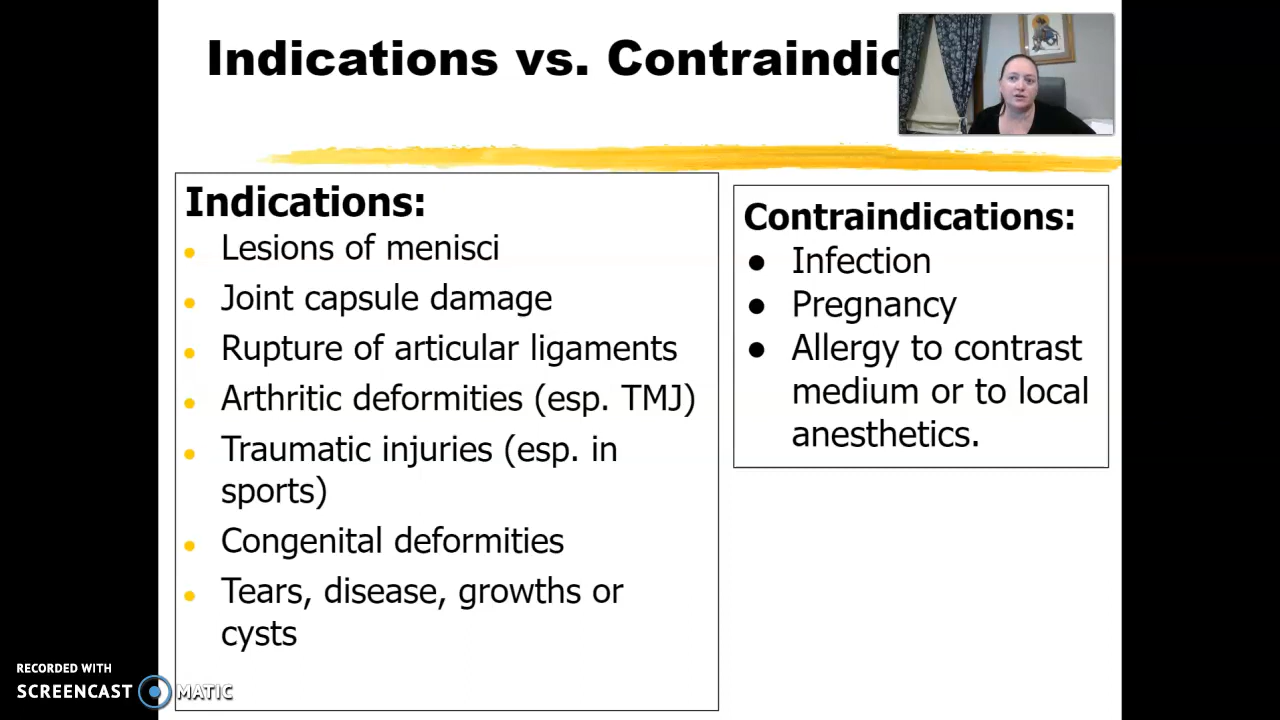 Indications vs. Contraindic
Indications:
Lesions of menisci
Joint capsule damage
Rupture of articular ligaments
Arthritic deformities (esp. TMJ)
Traumatic injuries (esp. in
sports)
Congenital deformities
Tears, disease, growths or
cysts
Contraindications:
Infection
Pregnancy
Allergy to contrast
medium or to local
anesthetics.
RECORDED WITH
SCREENCAST MATIC